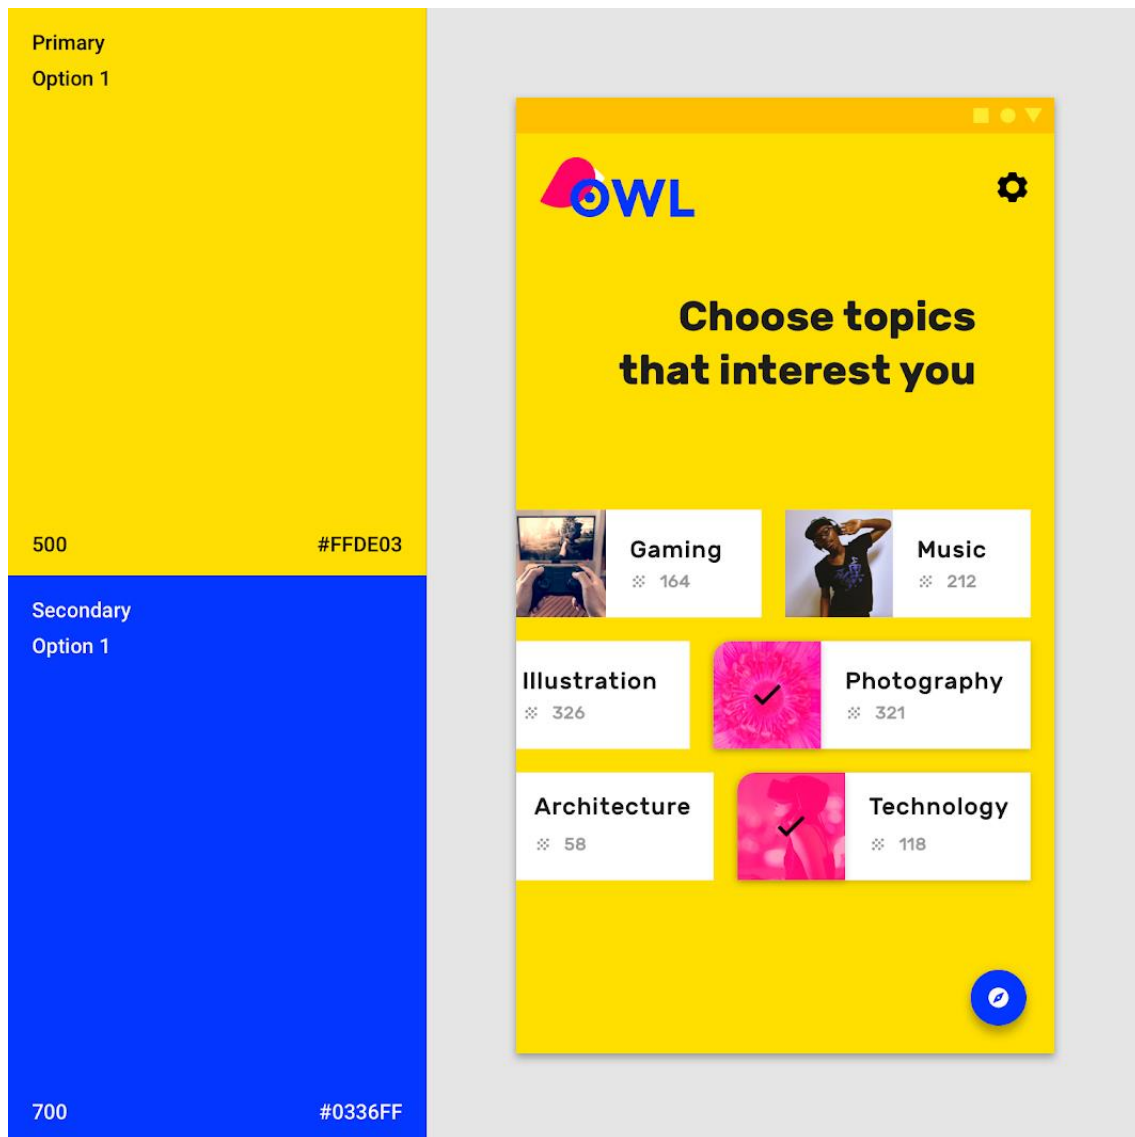 Primary
Option 1
500 #FFDE03
Secondary
Option 1
700 #0336FF
OWL
Choose topics
that interest you
Gaming
164
Music
212
Illustration
326
Photography
321
Architecture
58
Technology
118